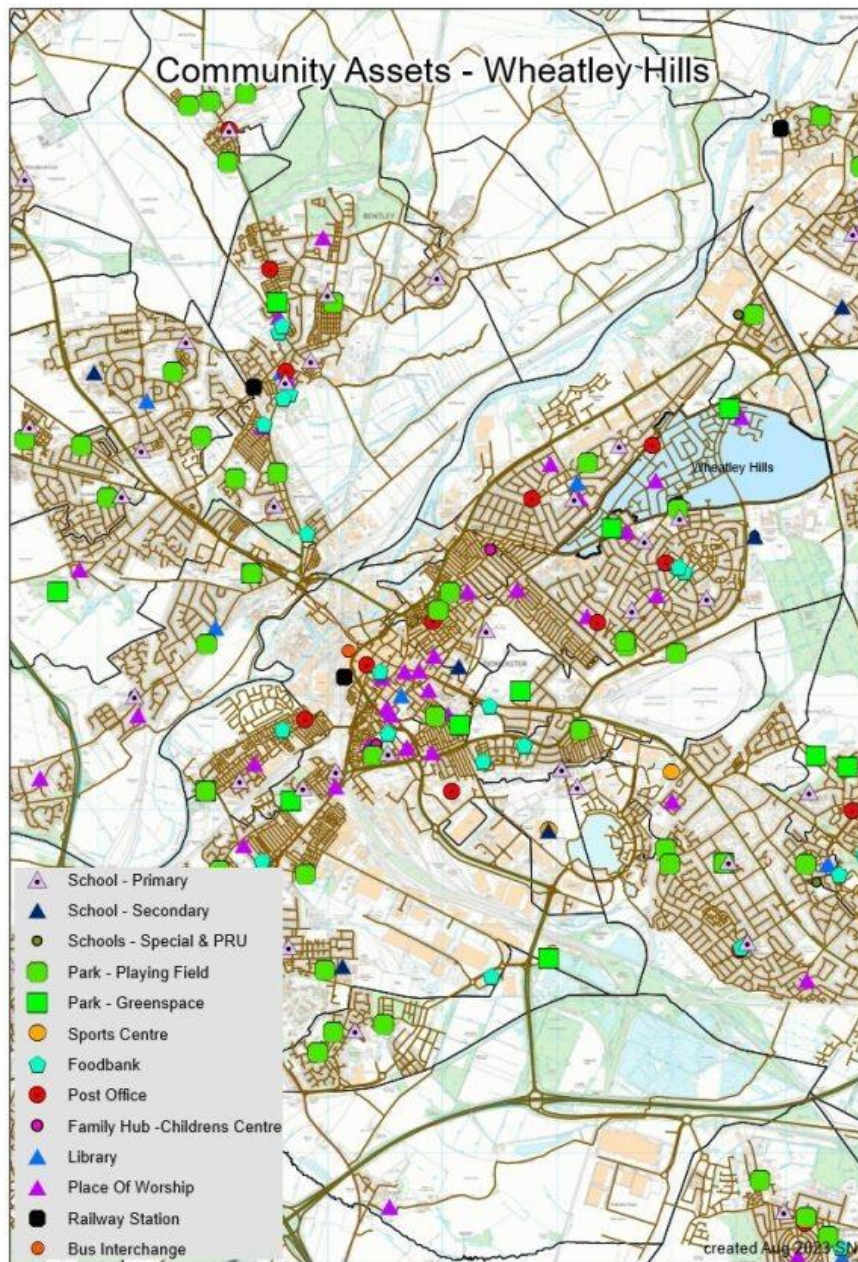 Community Assets - Wheatley Hills
BENTLEY
Wheatley Hills
DONCASTER
School - Primary
School - Secondary
Schools - Special & PRU
Park - Playing Field
Park - Greenspace
Sports Centre
Foodbank
Post Office
Family Hub -Childrens Centre
Library
Place Of Worship
Railway Station
Bus Interchange
created Aug 2023 SN